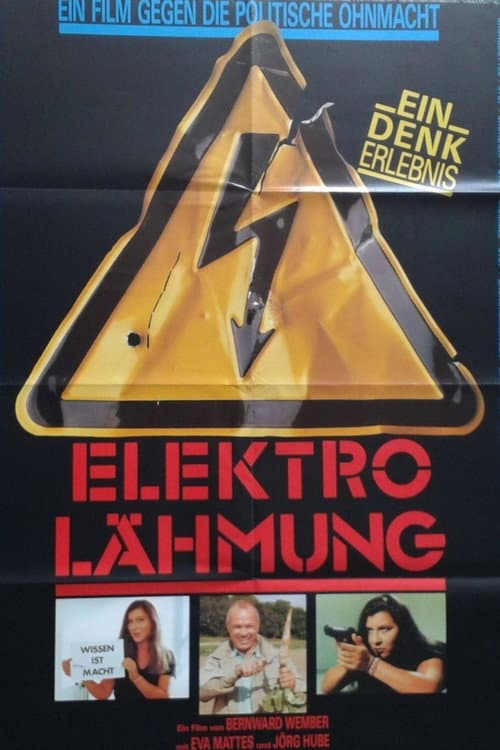 EIN FILM GEGEN DIE POLITISCHE OHNMACHT
EIN
DENK
ERLEBNIS
ELEKTRO
LÄHMUNG
WISSEN
IST
MACHT
Ein Film von BERNWARD WEMBER
mit EVA MATTES und JÖRG HUBE